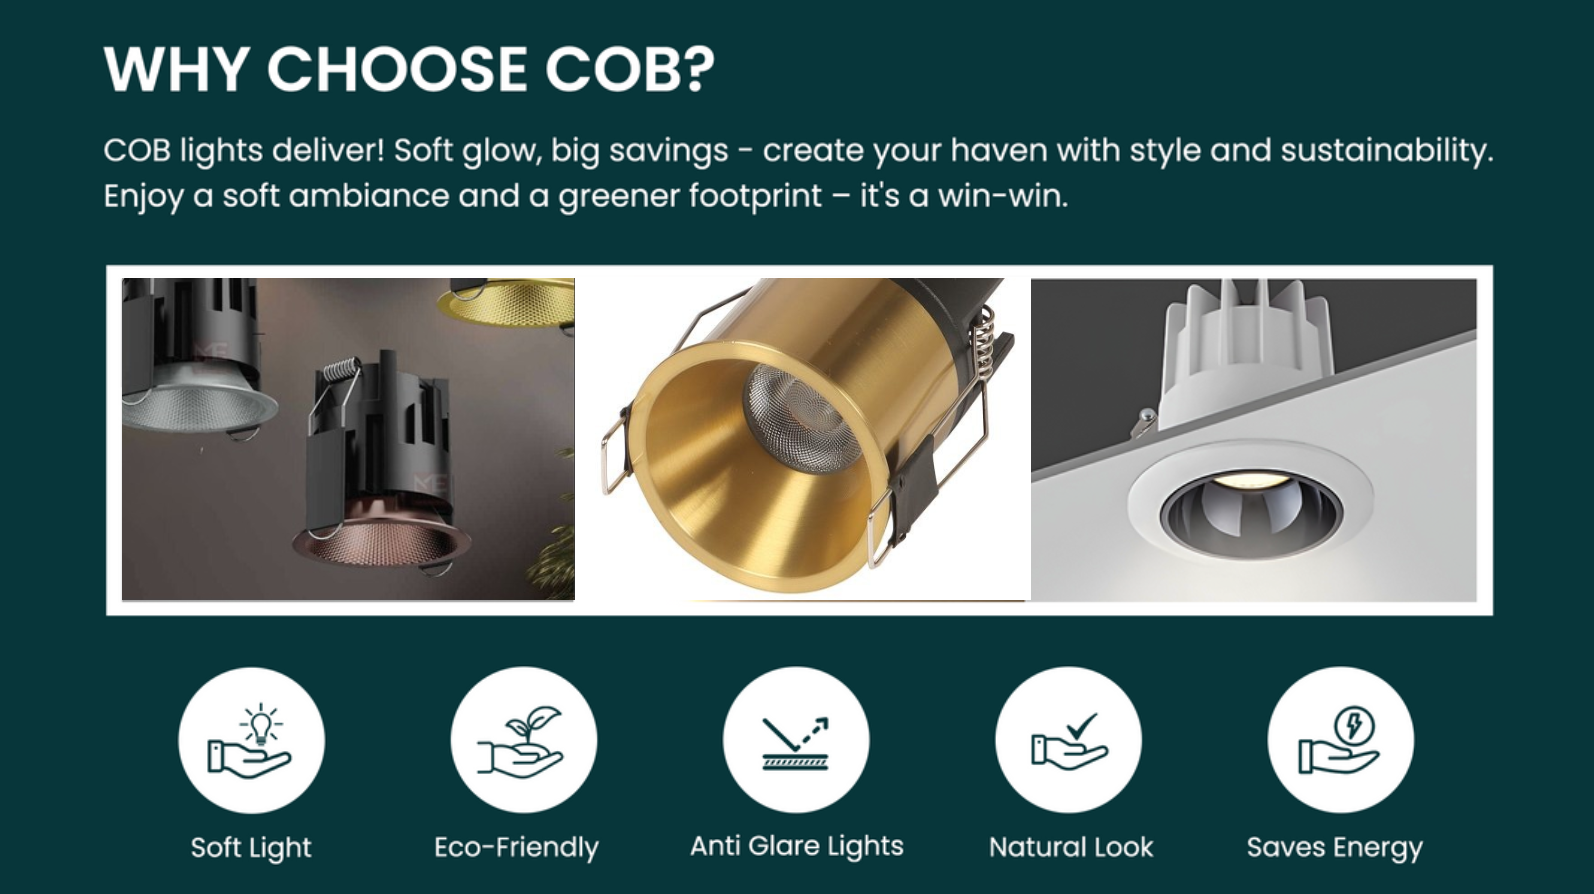 WHY CHOOSE COB?
COB lights deliver! Soft glow, big savings - create your haven with style and sustainability.
Enjoy a soft ambiance and a greener footprint – it's a win-win.
Soft Light
Eco-Friendly
Anti Glare Lights
Natural Look
Saves Energy